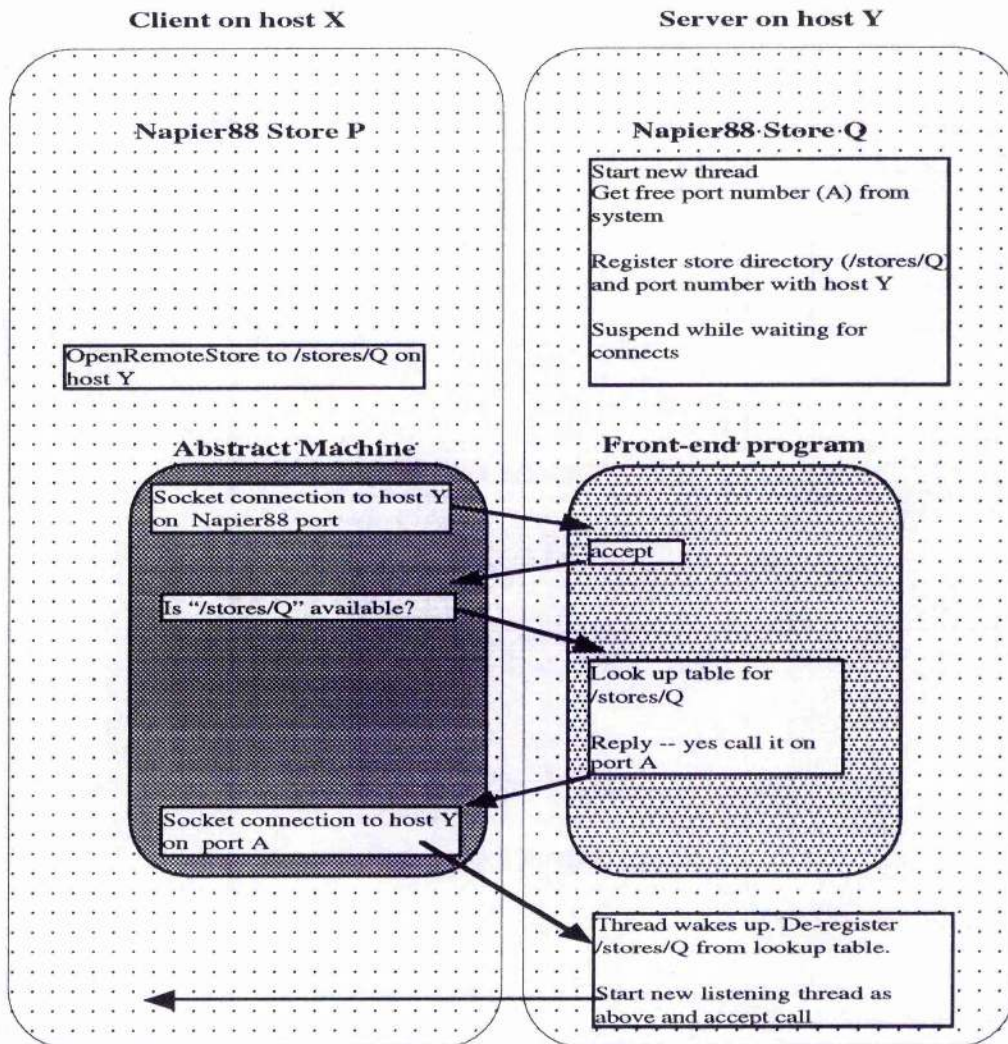 Client on host X
Server on host Y
Napier88 Store P
Napier88 Store Q
Start new thread
Get free port number (A) from
system
Register store directory (/stores/Q)
and port number with host Y
Suspend while waiting for
connects
OpenRemoteStore to /stores/Q on
host Y
Abstract Machine
Front-end program
Socket connection to host Y
on Napier88 port
accept
Is “/stores/Q” available?
Look up table for
/stores/Q
Reply -- yes call it on
port A
Socket connection to host Y
on port A
Thread wakes up. De-register
/stores/Q from lookup table.
Start new listening thread as
above and accept call